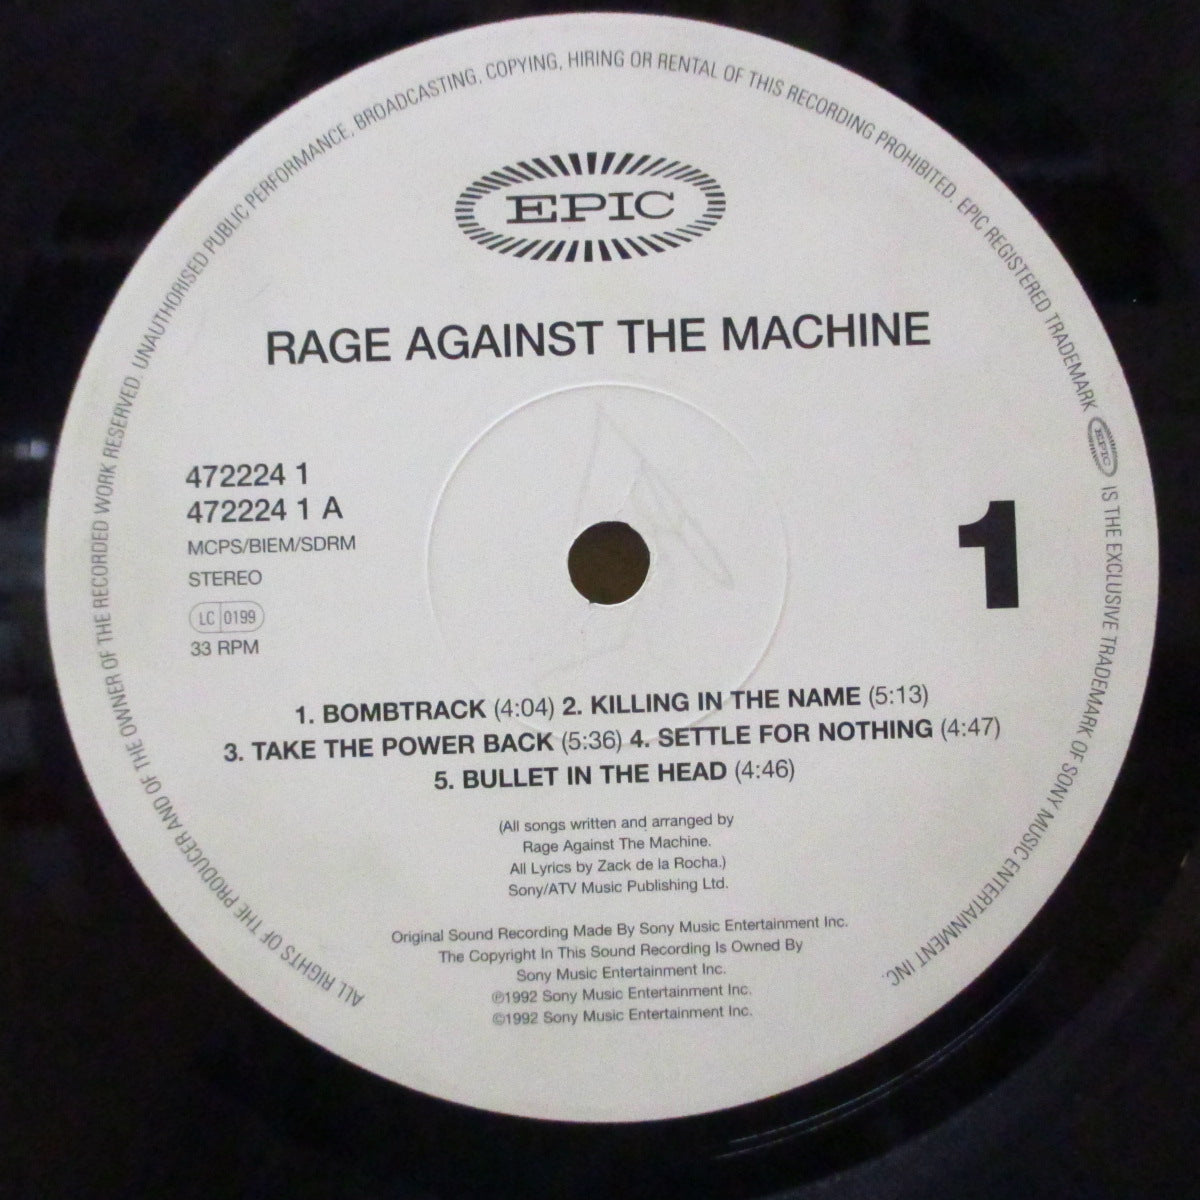 ALL RIGHTS OF THE PRODUCER AND OF THE OWNER OF THE RECORDED WORK RESERVED. UNAUTHORISED PUBLIC PERFORMANCE, BROADCASTING, COPYING, HIRING OR RENTAL OF THIS RECORDING PROHIBITED. EPIC REGISTERED TRADEMARK EPIC IS THE EXCLUSIVE TRADEMARK OF SONY MUSIC ENTERTAINMENT INC.
EPIC
RAGE AGAINST THE MACHINE
472224 1
472224 1 A
MCPS/BIEM/SDRM
STEREO
LC 0199
33 RPM
1
1. BOMBTRACK (4:04) 2. KILLING IN THE NAME (5:13)
3. TAKE THE POWER BACK (5:36) 4. SETTLE FOR NOTHING (4:47)
5. BULLET IN THE HEAD (4:46)
(All songs written and arranged by
Rage Against The Machine.
All Lyrics by Zack de la Rocha.)
Sony/ATV Music Publishing Ltd.
Original Sound Recording Made By Sony Music Entertainment Inc.
The Copyright In This Sound Recording Is Owned By
Sony Music Entertainment Inc.
℗1992 Sony Music Entertainment Inc.
©1992 Sony Music Entertainment Inc.